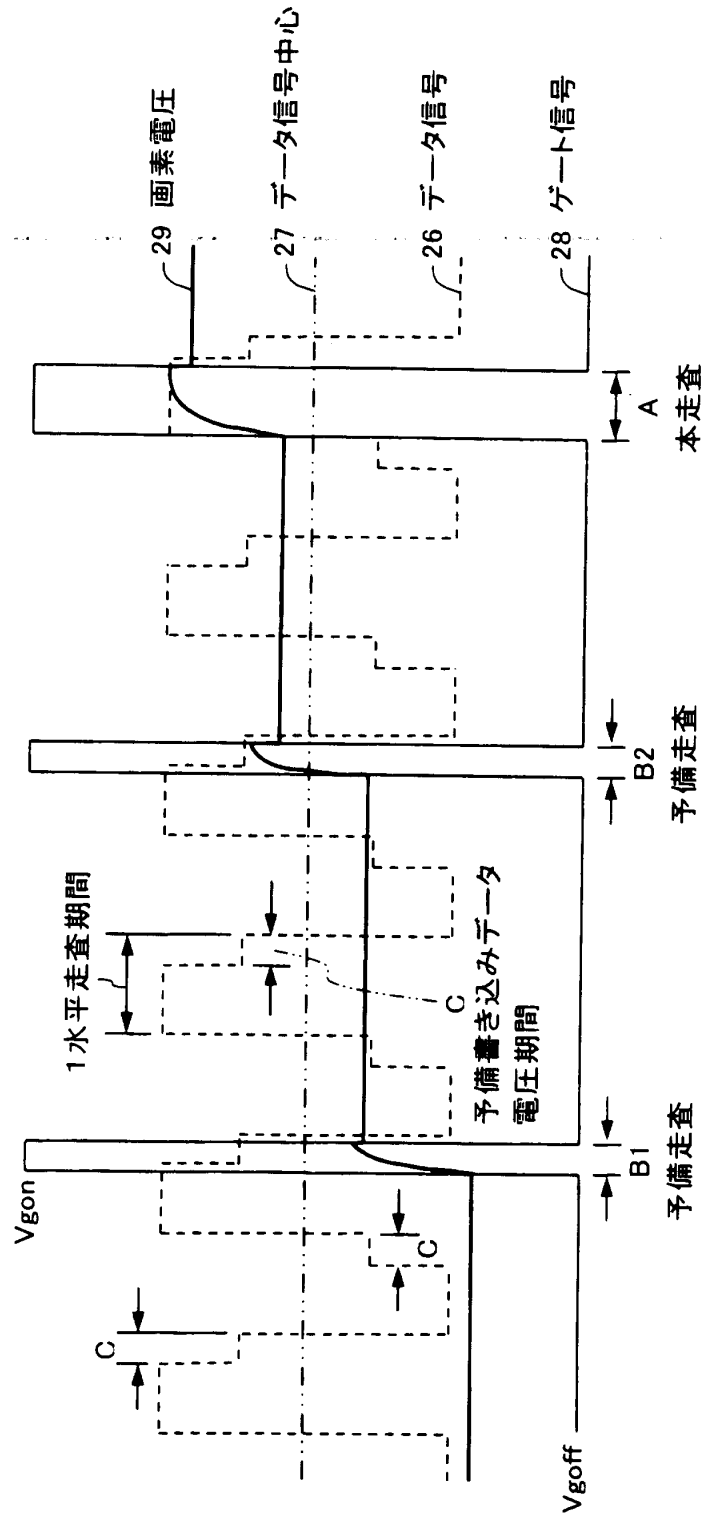 Vgon
Vgoff
C
C
1水平走査期間
C
予備書き込みデータ
電圧期間
B1
予備走査
B2
予備走査
A
本走査
29 画素電圧
27 データ信号中心
26 データ信号
28 ゲート信号